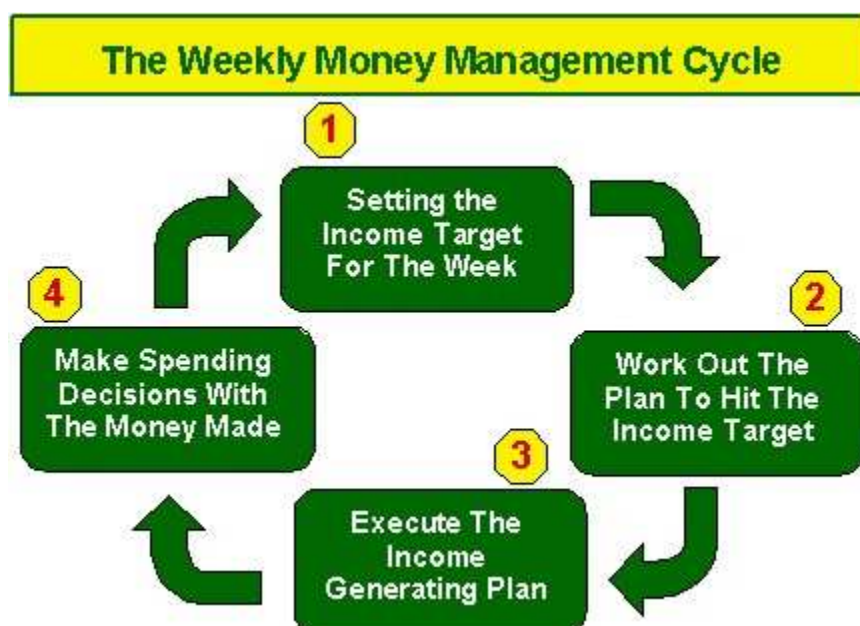 The Weekly Money Management Cycle
1
Setting the
Income Target
For The Week
2
Work Out The
Plan To Hit The
Income Target
3
Execute The
Income
Generating Plan
4
Make Spending
Decisions With
The Money Made